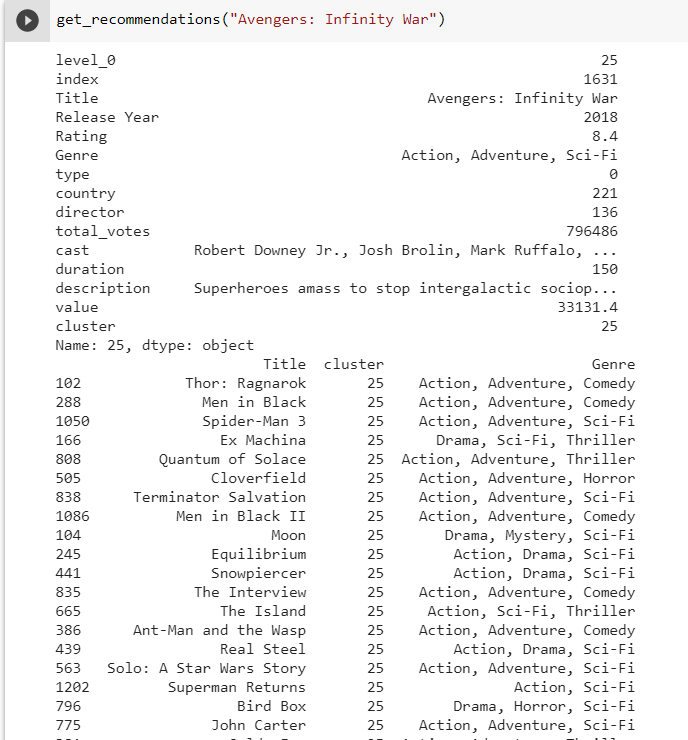 get_recommendations("Avengers: Infinity War")
level_0 25
index 1631
Title Avengers: Infinity War
Release Year 2018
Rating 8.4
Genre Action, Adventure, Sci-Fi
type 0
country 221
director 136
total_votes 796486
cast Robert Downey Jr., Josh Brolin, Mark Ruffalo, ...
duration 150
description Superheroes amass to stop intergalactic sociop...
value 33131.4
cluster 25
Name: 25, dtype: object
Title cluster Genre
102 Thor: Ragnarok 25 Action, Adventure, Comedy
288 Men in Black 25 Action, Adventure, Comedy
1050 Spider-Man 3 25 Action, Adventure, Sci-Fi
166 Ex Machina 25 Drama, Sci-Fi, Thriller
808 Quantum of Solace 25 Action, Adventure, Thriller
505 Cloverfield 25 Action, Adventure, Horror
838 Terminator Salvation 25 Action, Adventure, Sci-Fi
1086 Men in Black II 25 Action, Adventure, Comedy
104 Moon 25 Drama, Mystery, Sci-Fi
245 Equilibrium 25 Action, Drama, Sci-Fi
441 Snowpiercer 25 Action, Drama, Sci-Fi
835 The Interview 25 Action, Adventure, Comedy
665 The Island 25 Action, Sci-Fi, Thriller
386 Ant-Man and the Wasp 25 Action, Adventure, Comedy
439 Real Steel 25 Action, Drama, Sci-Fi
563 Solo: A Star Wars Story 25 Action, Adventure, Sci-Fi
1202 Superman Returns 25 Action, Sci-Fi
796 Bird Box 25 Drama, Horror, Sci-Fi
775 John Carter 25 Action, Adventure, Sci-Fi